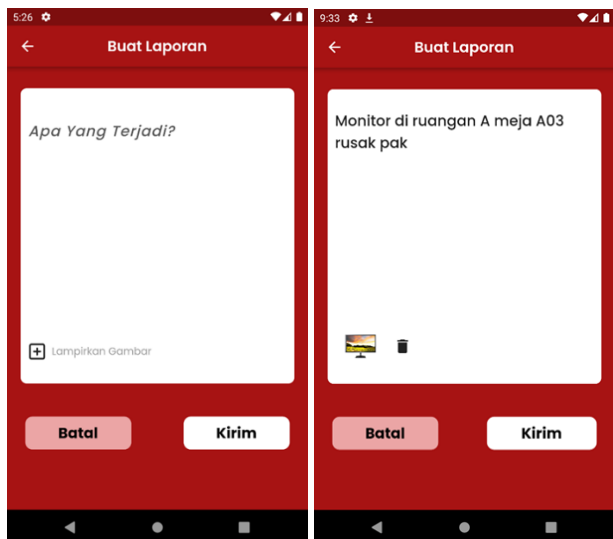 5:26
Buat Laporan
Apa Yang Terjadi?
Lampirkan Gambar
Batal
Kirim
9:33
Buat Laporan
Monitor di ruangan A meja A03
rusak pak
Batal
Kirim